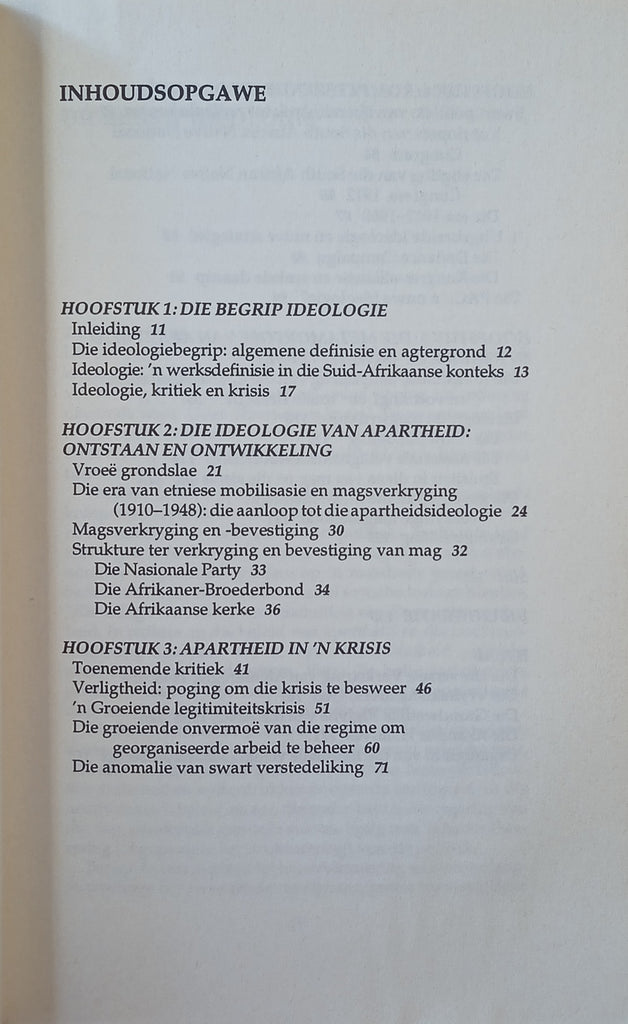 INHOUDSOPGAWE
HOOFSTUK 1: DIE BEGRIP IDEOLOGIE
Inleiding 11
Die ideologiebegrip: algemene definisie en agtergrond 12
Ideologie: 'n werksdefinisie in die Suid-Afrikaanse konteks 13
Ideologie, kritiek en krisis 17
HOOFSTUK 2: DIE IDEOLOGIE VAN APARTHEID:
ONTSTAAN EN ONTWIKKELING
Vroeë grondslae 21
Die era van etniese mobilisasie en magsverkryging
(1910–1948): die aanloop tot die apartheidsideologie 24
Magsverkryging en -bevestiging 30
Strukture ter verkryging en bevestiging van mag 32
Die Nasionale Party 33
Die Afrikaner-Broederbond 34
Die Afrikaanse kerke 36
HOOFSTUK 3: APARTHEID IN 'N KRISIS
Toenemende kritiek 41
Verligtheid: poging om die krisis te besweer 46
'n Groeiende legitimiteitskrisis 51
Die groeiende onvermoë van die regime om
georganiseerde arbeid te beheer 60
Die anomalie van swart verstedeliking 71